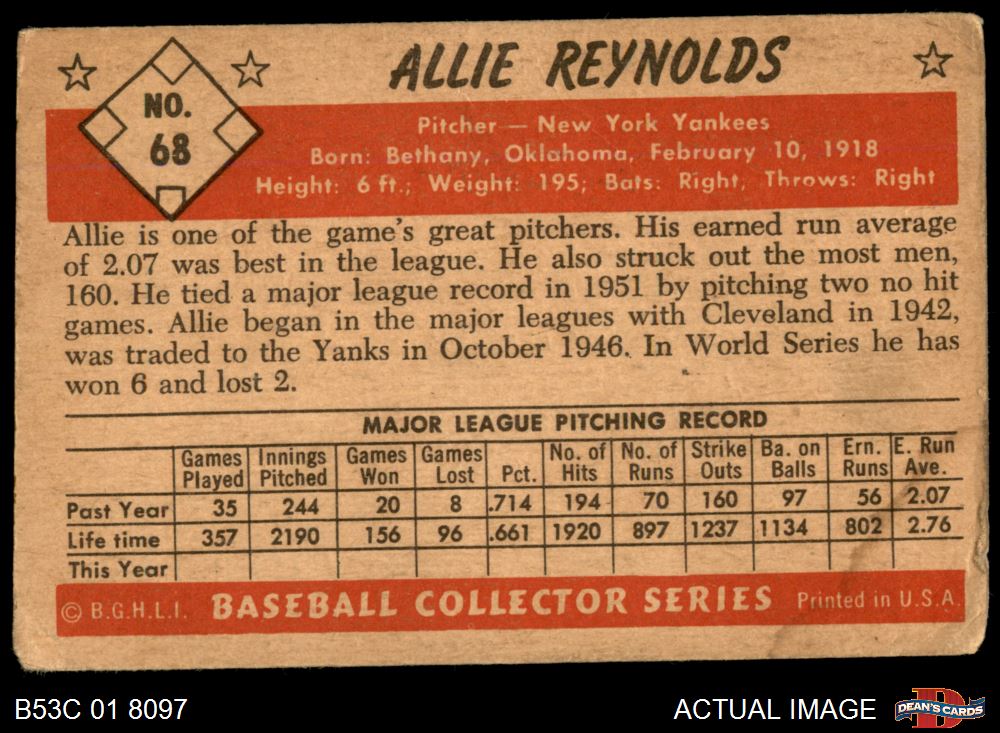 ALLIE REYNOLDS
NO.
68
Pitcher — New York Yankees
Born: Bethany, Oklahoma, February 10, 1918
Height: 6 ft.; Weight: 195; Bats: Right, Throws: Right
Allie is one of the game's great pitchers. His earned run average
of 2.07 was best in the league. He also struck out the most men,
160. He tied a major league record in 1951 by pitching two no hit
games. Allie began in the major leagues with Cleveland in 1942,
was traded to the Yanks in October 1946. In World Series he has
won 6 and lost 2.
MAJOR LEAGUE PITCHING RECORD
Games Innings Games Games No. of No. of Strike Ba. on Ern. E. Run
Played Pitched Won Lost Pct. Hits Runs Outs Balls Runs Ave.
Past Year 35 244 20 8 .714 194 70 160 97 56 2.07
Life time 357 2190 156 96 .661 1920 897 1237 1134 802 2.76
This Year
© B.G.H.L.I. BASEBALL COLLECTOR SERIES Printed in U.S.A.
B53C 01 8097 ACTUAL IMAGE DEAN'S CARDS